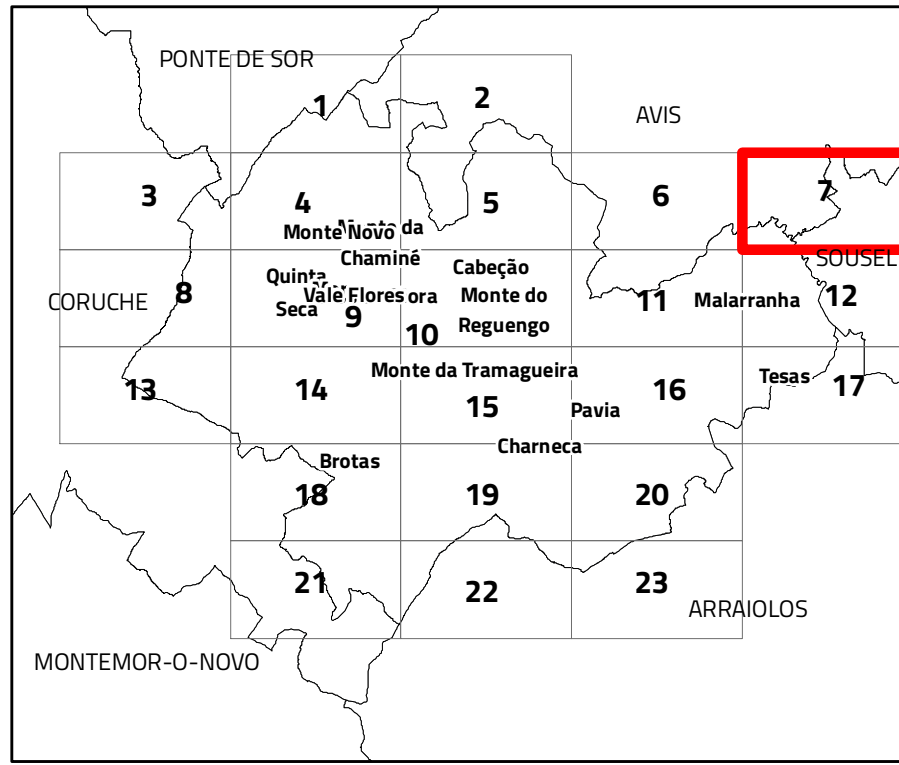 PONTE DE SOR
1
2
AVIS
3
4
5
6
7
Monte Novo
da
Chaminé
SOUSEL
CORUCHE
8
Quinta
Seca
Vale Flores
ora
9
10
Cabeção
Monte do
Reguengo
11
Malarranha
12
13
14
Monte da Tramagueira
15
Pavia
16
Tesas
17
Charneca
Brotas
18
19
20
21
22
23
ARRAIOLOS
MONTEMOR-O-NOVO